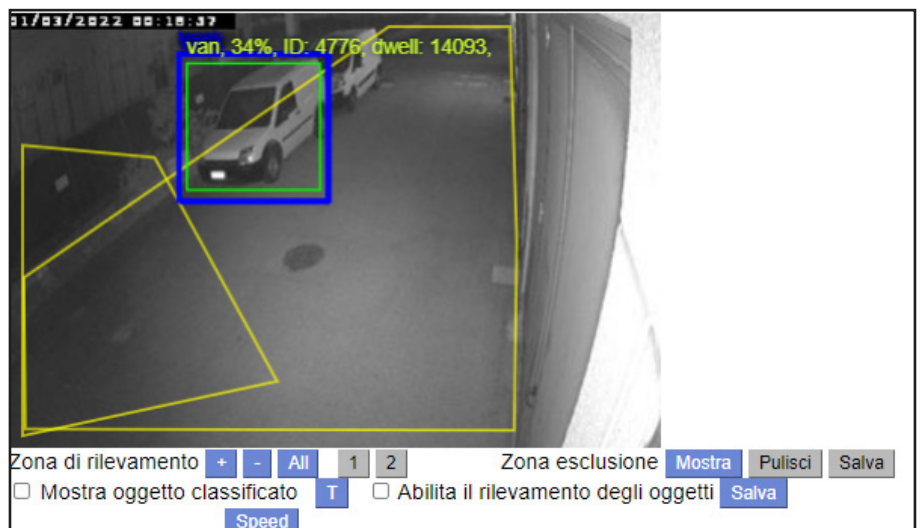 01/03/2022 00:18:37
van, 34%, ID: 4776, dwell: 14093,
Zona di rilevamento + - All 1 2 Zona esclusione Mostra Pulisci Salva
Mostra oggetto classificato T Abilita il rilevamento degli oggetti Salva
Speed